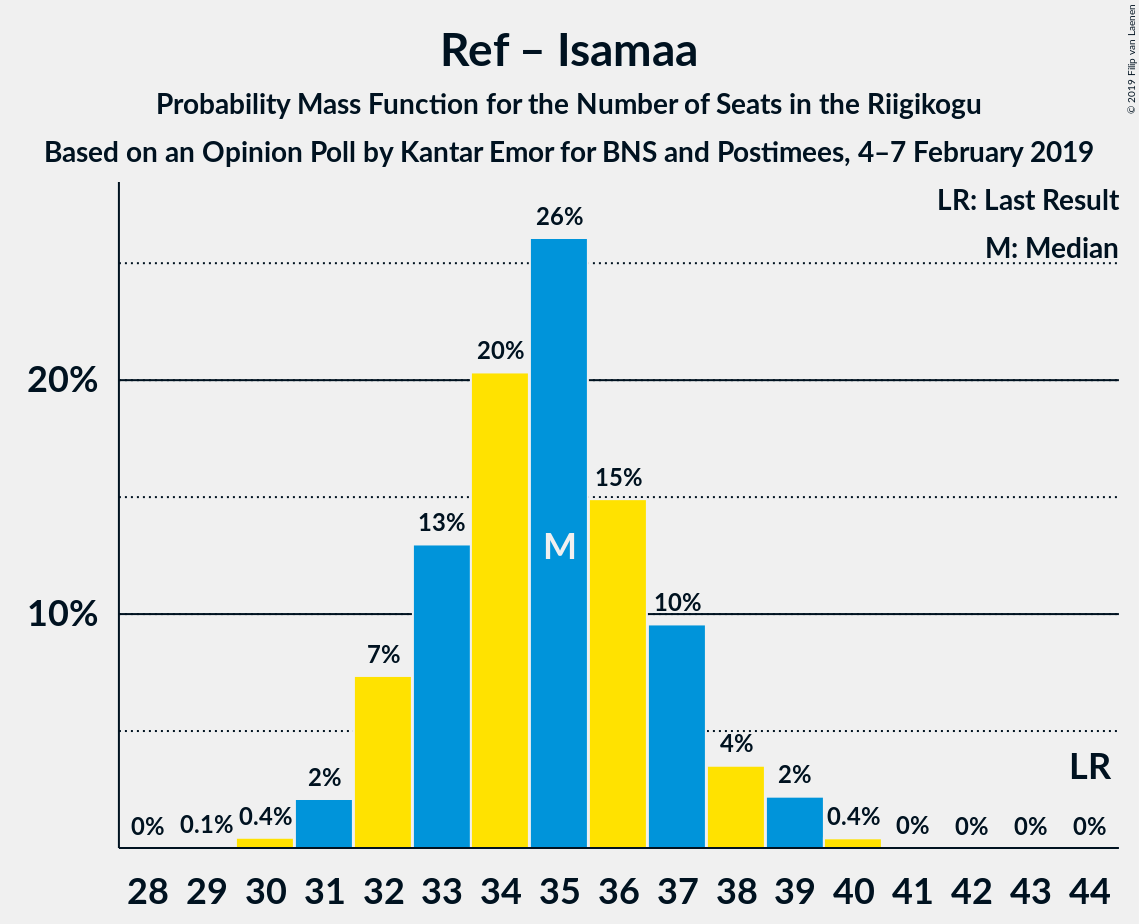 Ref – Isamaa
Probability Mass Function for the Number of Seats in the Riigikogu
Based on an Opinion Poll by Kantar Emor for BNS and Postimees, 4–7 February 2019
© 2019 Filip van Laenen
LR: Last Result
M: Median
20%
10%
0%
0.1%
0.4%
2%
7%
13%
20%
26%
15%
10%
4%
2%
0.4%
0%
0%
0%
0%
M
LR
28 29 30 31 32 33 34 35 36 37 38 39 40 41 42 43 44